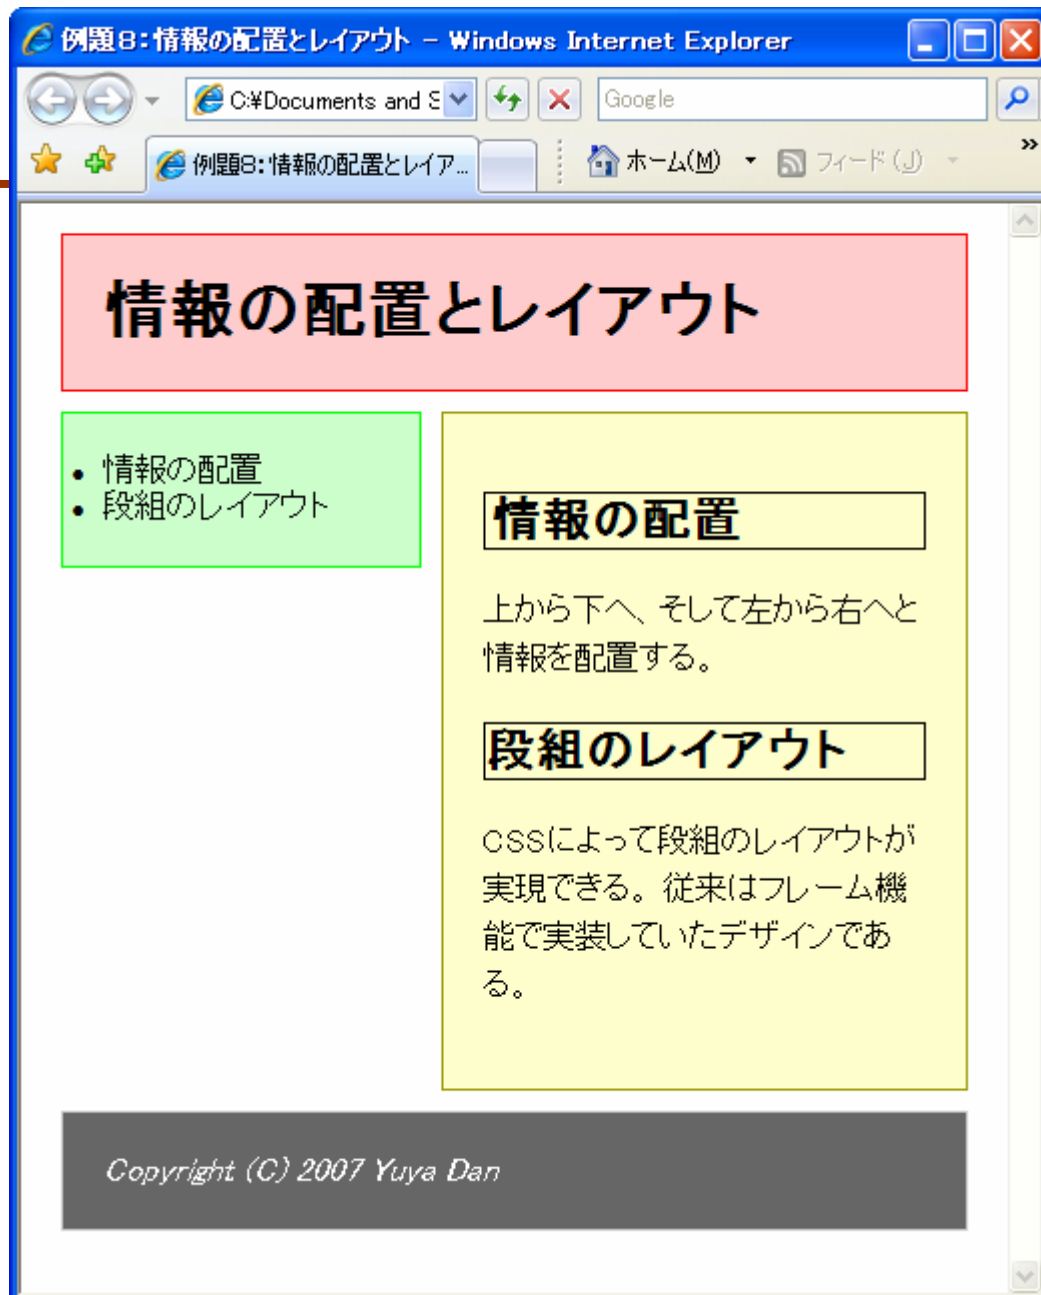 例題8:情報の配置とレイアウト - Windows Internet Explorer
C:¥Documents and S
Google
例題8:情報の配置とレイア...
ホーム(M)
フィード(J)
»
情報の配置とレイアウト
• 情報の配置
• 段組のレイアウト
情報の配置
上から下へ、そして左から右へと
情報を配置する。
段組のレイアウト
CSSによって段組のレイアウトが
実現できる。従来はフレーム機
能で実装していたデザインであ
る。
Copyright (C) 2007 Yuya Dan